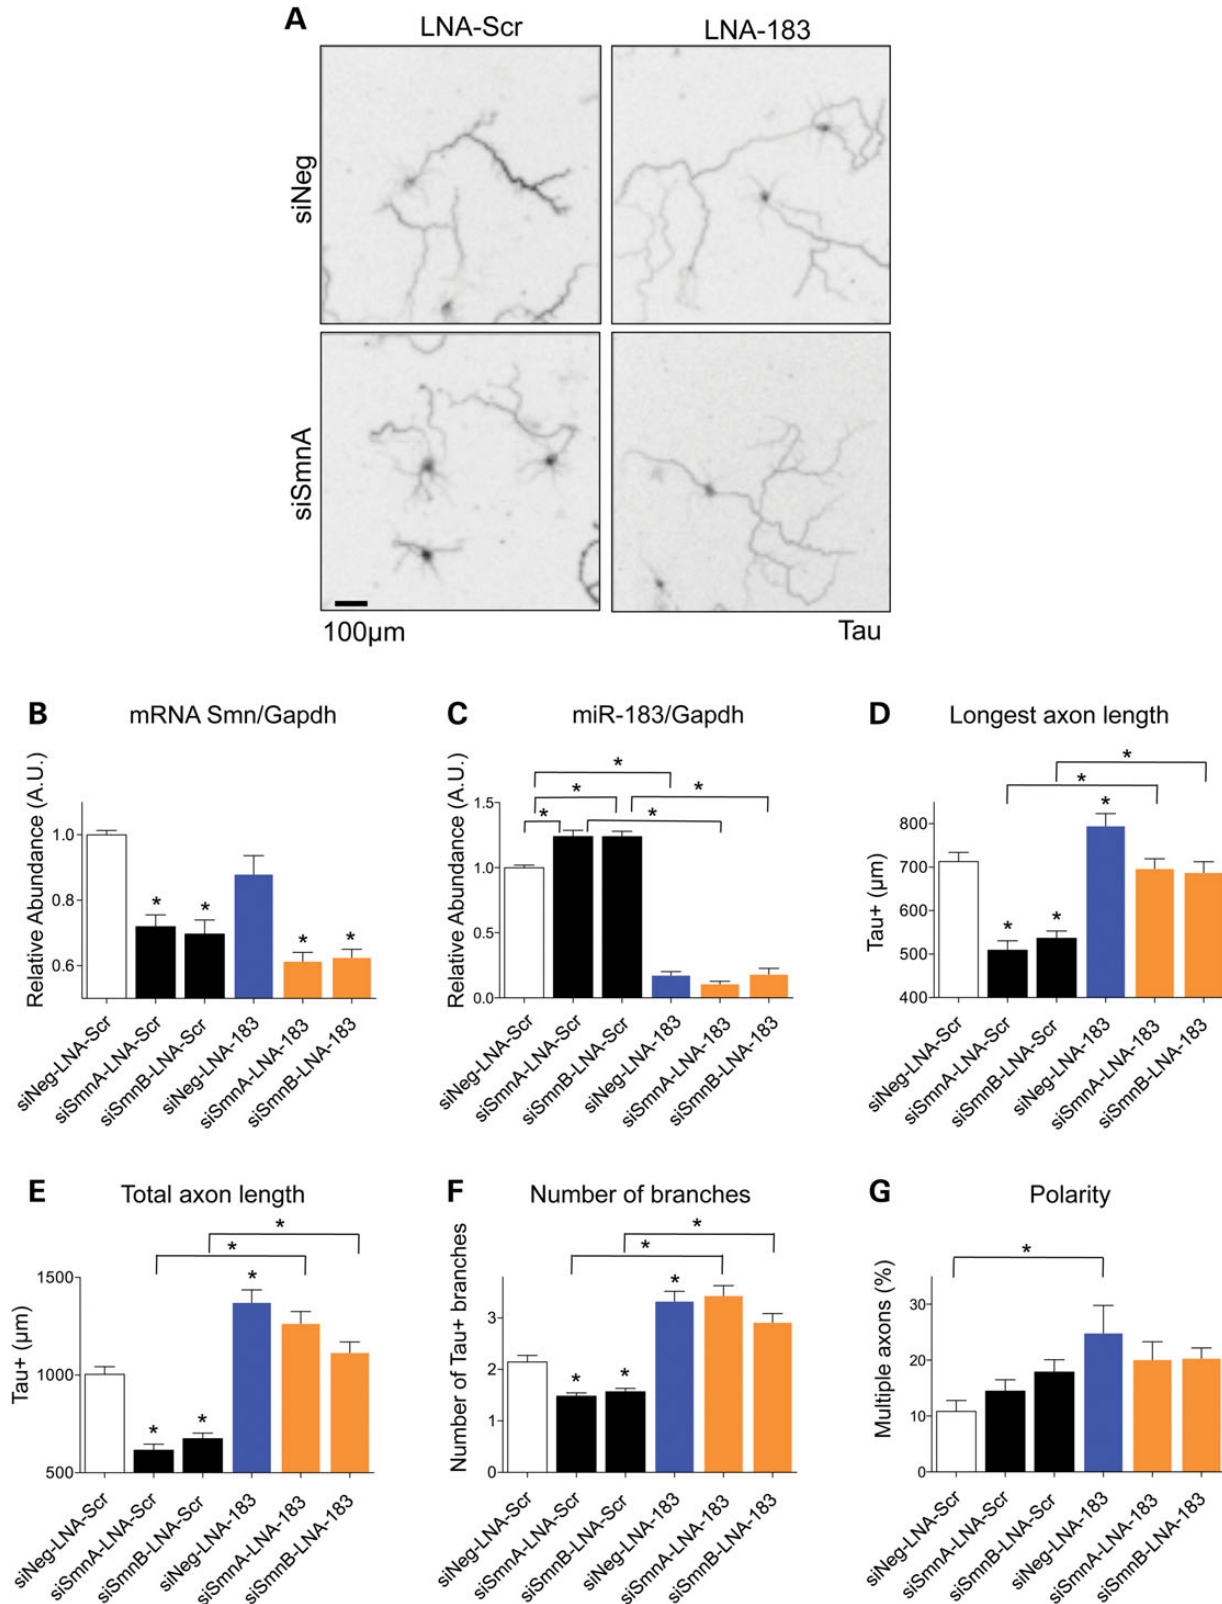 A
LNA-Scr LNA-183
siNeg
siSmnA
100µm Tau
B mRNA Smn/Gapdh
Relative Abundance (A.U.)
1.0
0.8
0.6
* * * *
siNeg-LNA-Scr
siSmnA-LNA-Scr
siSmnB-LNA-Scr
siNeg-LNA-183
siSmnA-LNA-183
siSmnB-LNA-183
C miR-183/Gapdh
Relative Abundance (A.U.)
1.5
1.0
0.5
0.0
* * * * *
siNeg-LNA-Scr
siSmnA-LNA-Scr
siSmnB-LNA-Scr
siNeg-LNA-183
siSmnA-LNA-183
siSmnB-LNA-183
D Longest axon length
Tau+ (µm)
800
700
600
500
400
* * * * *
siNeg-LNA-Scr
siSmnA-LNA-Scr
siSmnB-LNA-Scr
siNeg-LNA-183
siSmnA-LNA-183
siSmnB-LNA-183
E Total axon length
Tau+ (µm)
1500
1000
500
* * * * *
siNeg-LNA-Scr
siSmnA-LNA-Scr
siSmnB-LNA-Scr
siNeg-LNA-183
siSmnA-LNA-183
siSmnB-LNA-183
F Number of branches
Number of Tau+ branches
3
2
1
0
* * * * *
siNeg-LNA-Scr
siSmnA-LNA-Scr
siSmnB-LNA-Scr
siNeg-LNA-183
siSmnA-LNA-183
siSmnB-LNA-183
G Polarity
Multiple axons (%)
30
20
10
0
*
siNeg-LNA-Scr
siSmnA-LNA-Scr
siSmnB-LNA-Scr
siNeg-LNA-183
siSmnA-LNA-183
siSmnB-LNA-183